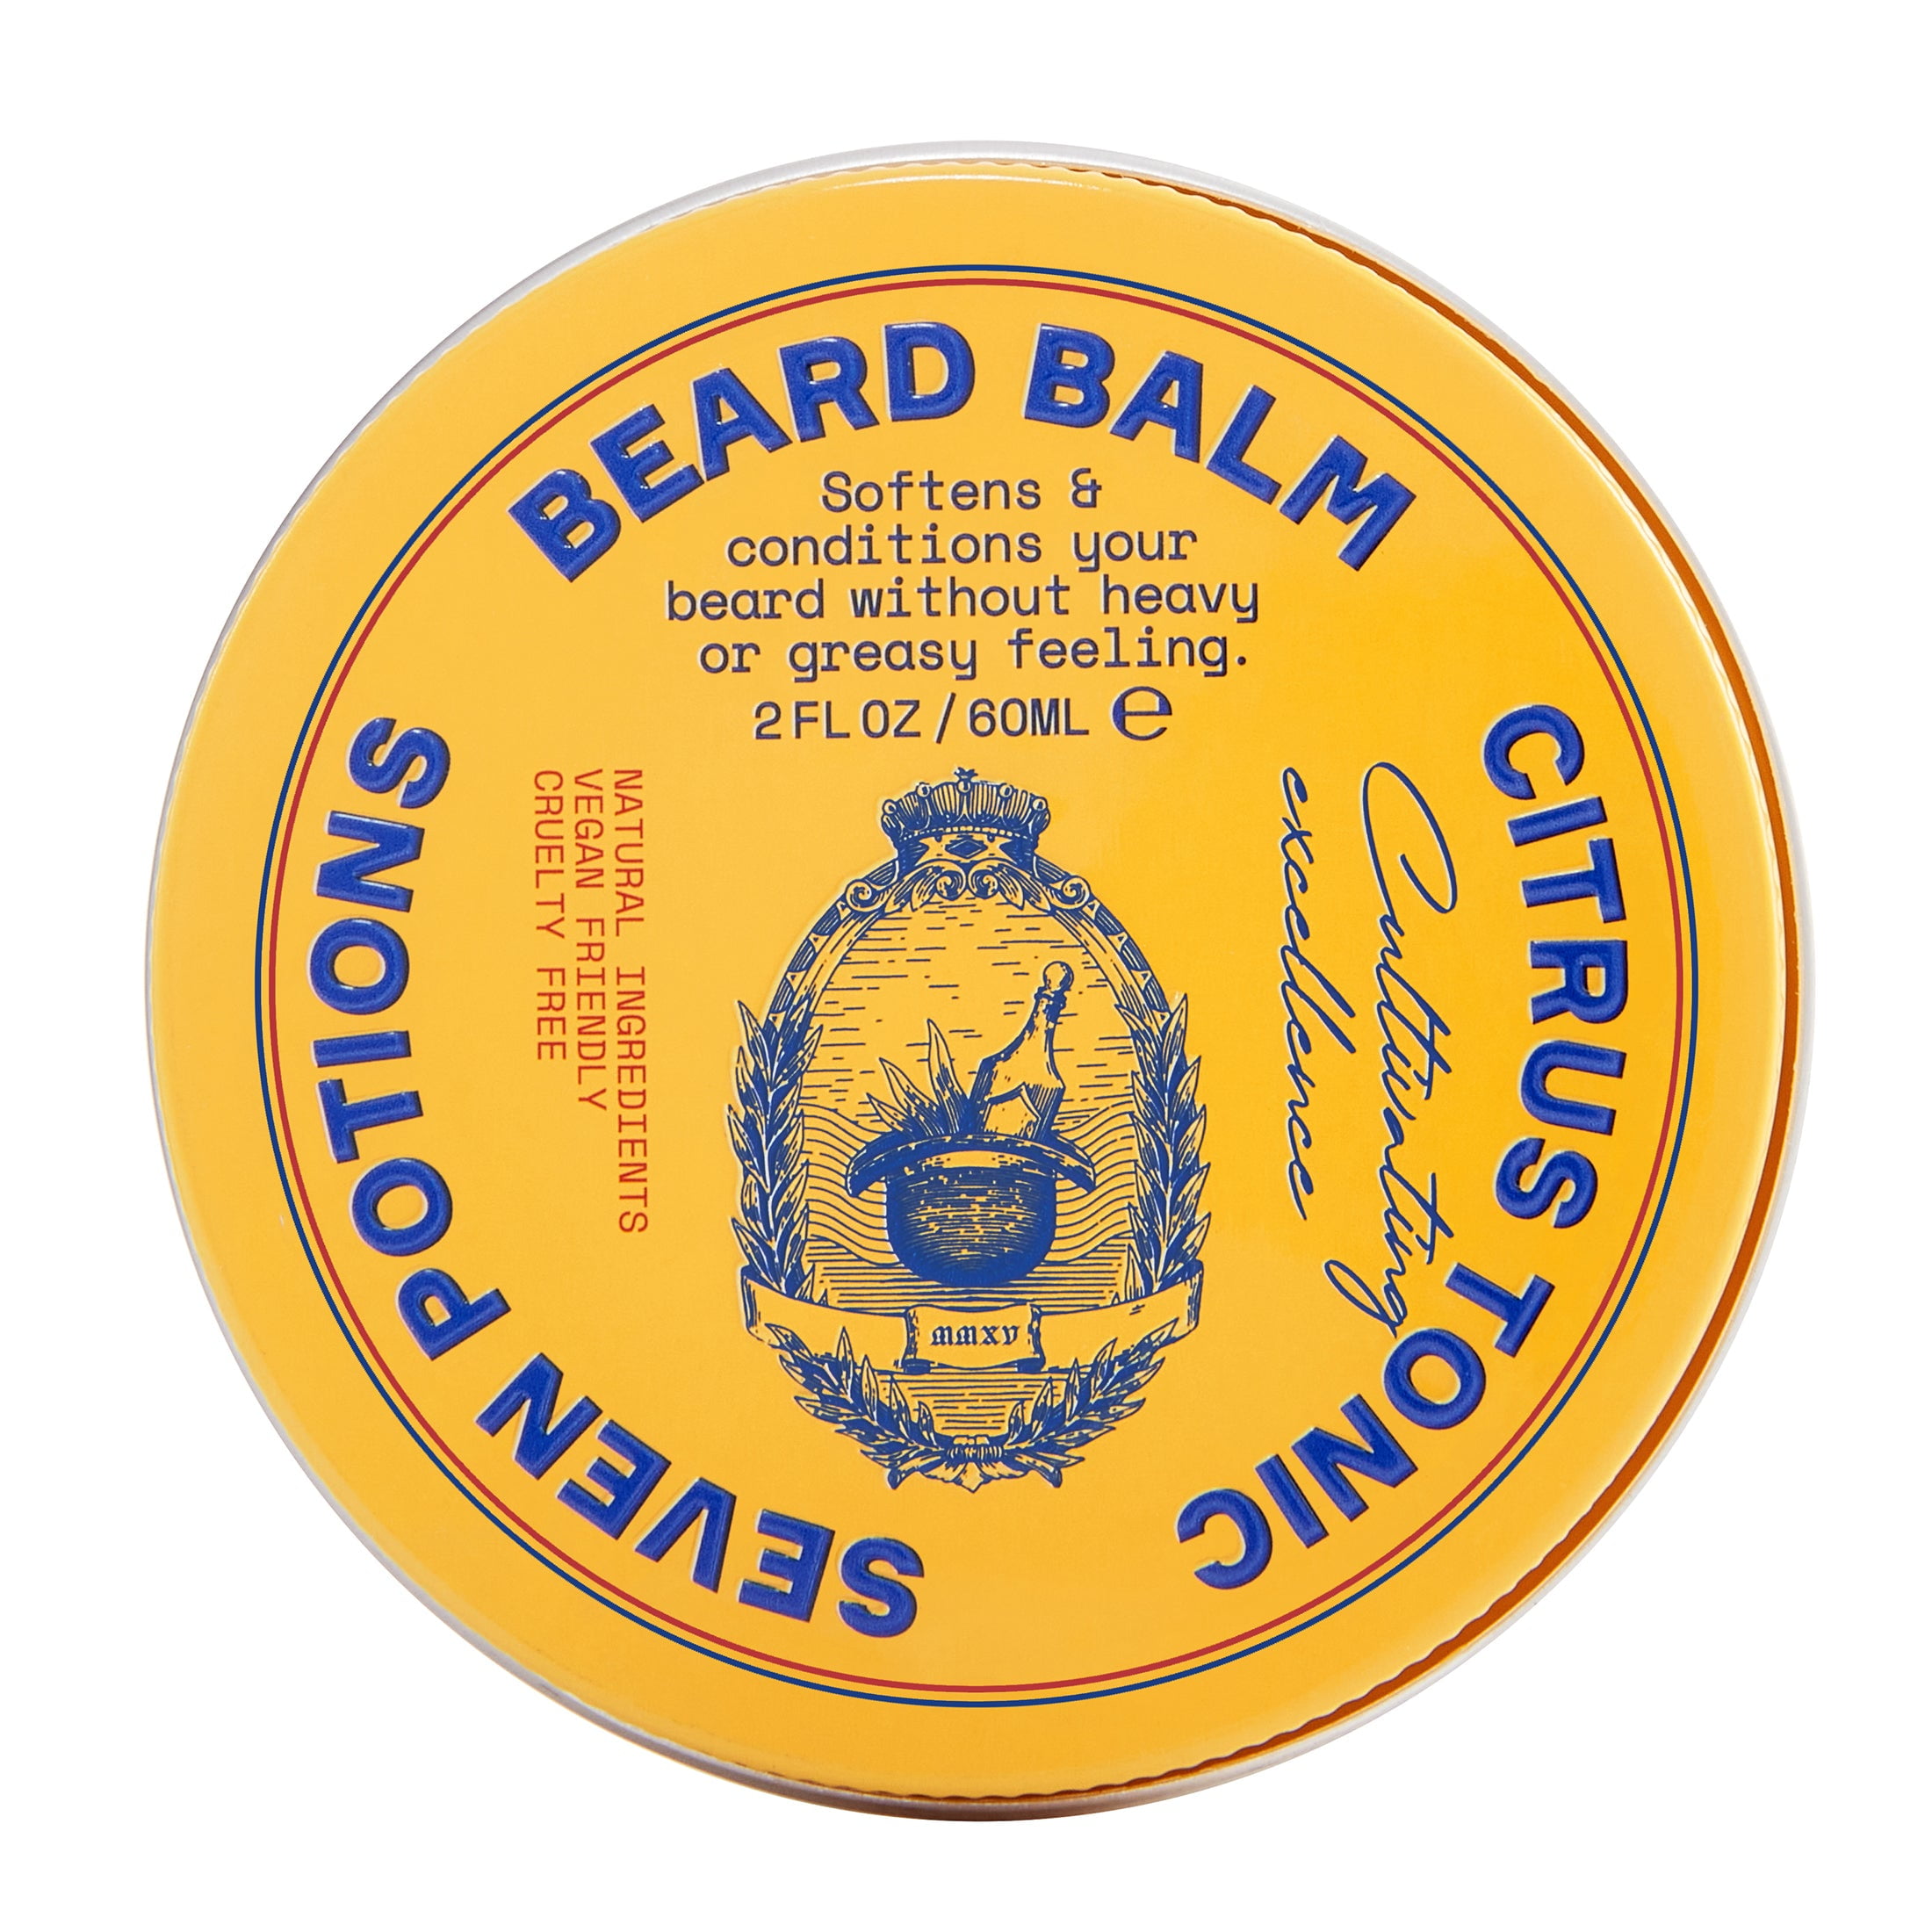 BEARD BALM
Softens &
conditions your
beard without heavy
or greasy feeling.
2 FL OZ / 60ML ℮
CITRUS TONIC
Cultivating
excellence
SEVEN POTIONS
NATURAL INGREDIENTS
VEGAN FRIENDLY
CRUELTY FREE
mmxv